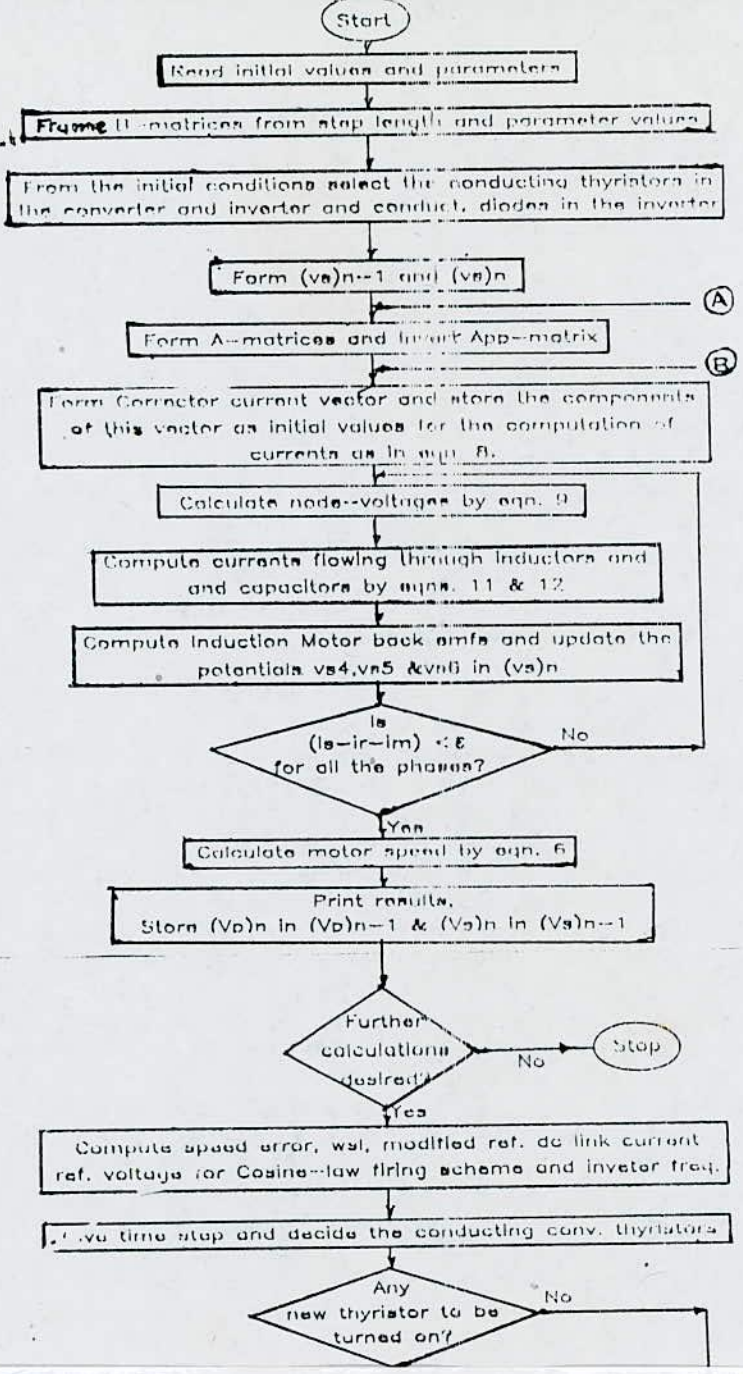 Start
Read initial values and parameters
Frame B-matrices from step length and parameter values
From the initial conditions select the conducting thyristors in
the converter and inverter and conduct. diodes in the inverter
Form (vs)n-1 and (vs)n
A
Form A-matrices and Invert App-matrix
B
Form Corrector current vector and store the components
of this vector as initial values for the computation of
currents as in eqn. 8.
Calculate node-voltages by eqn. 9
Compute currents flowing through inductors and
and capacitors by eqns. 11 & 12
Compute Induction Motor back emfs and update the
potentials vs4,vs5 &vs6 in (vs)n
Is
(Is-ir-im) < ε
No
for all the phases?
Yes
Calculate motor speed by eqn. 6
Print results,
Store (Vp)n in (Vp)n-1 & (Vs)n in (Vs)n-1
Further
calculations
desired?
No
Stop
Yes
Compute speed error, wsl, modified ref. dc link current
ref. voltage for Cosine-law firing scheme and inveter freq.
time step and decide the conducting conv. thyristors
Any
No
new thyristor to be
turned on?